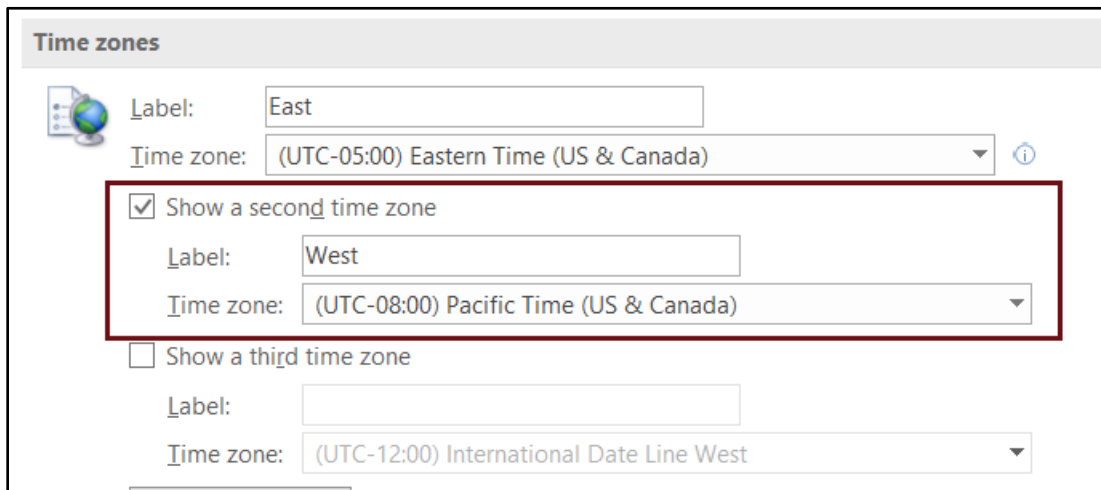 Time zones
Label: East
Time zone: (UTC-05:00) Eastern Time (US & Canada)
Show a second time zone
Label: West
Time zone: (UTC-08:00) Pacific Time (US & Canada)
Show a third time zone
Label:
Time zone: (UTC-12:00) International Date Line West